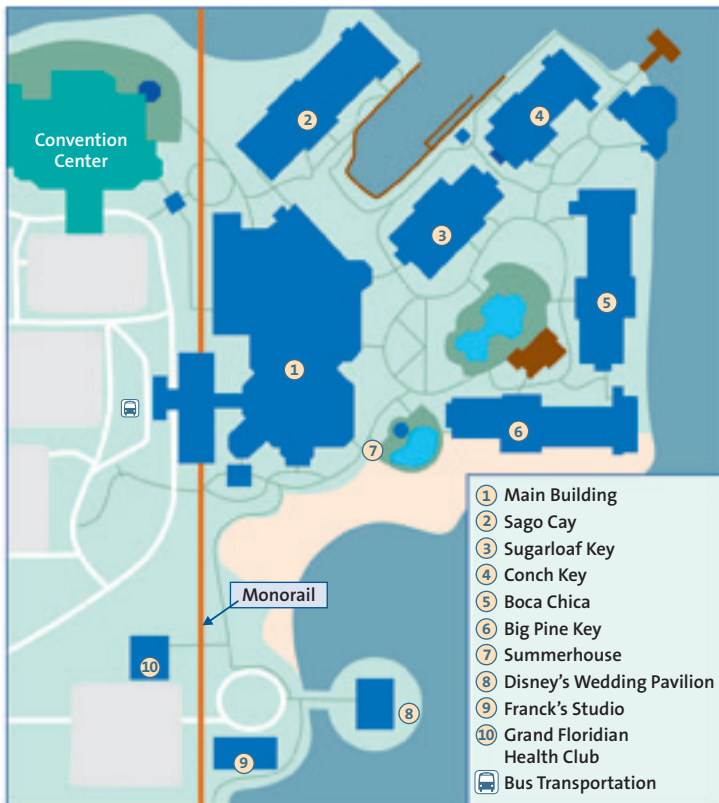 Convention
Center
2
4
3
5
1
6
7
Monorail
10
8
9
1 Main Building
2 Sago Cay
3 Sugarloaf Key
4 Conch Key
5 Boca Chica
6 Big Pine Key
7 Summerhouse
8 Disney’s Wedding Pavilion
9 Franck’s Studio
10 Grand Floridian
Health Club
Bus Transportation